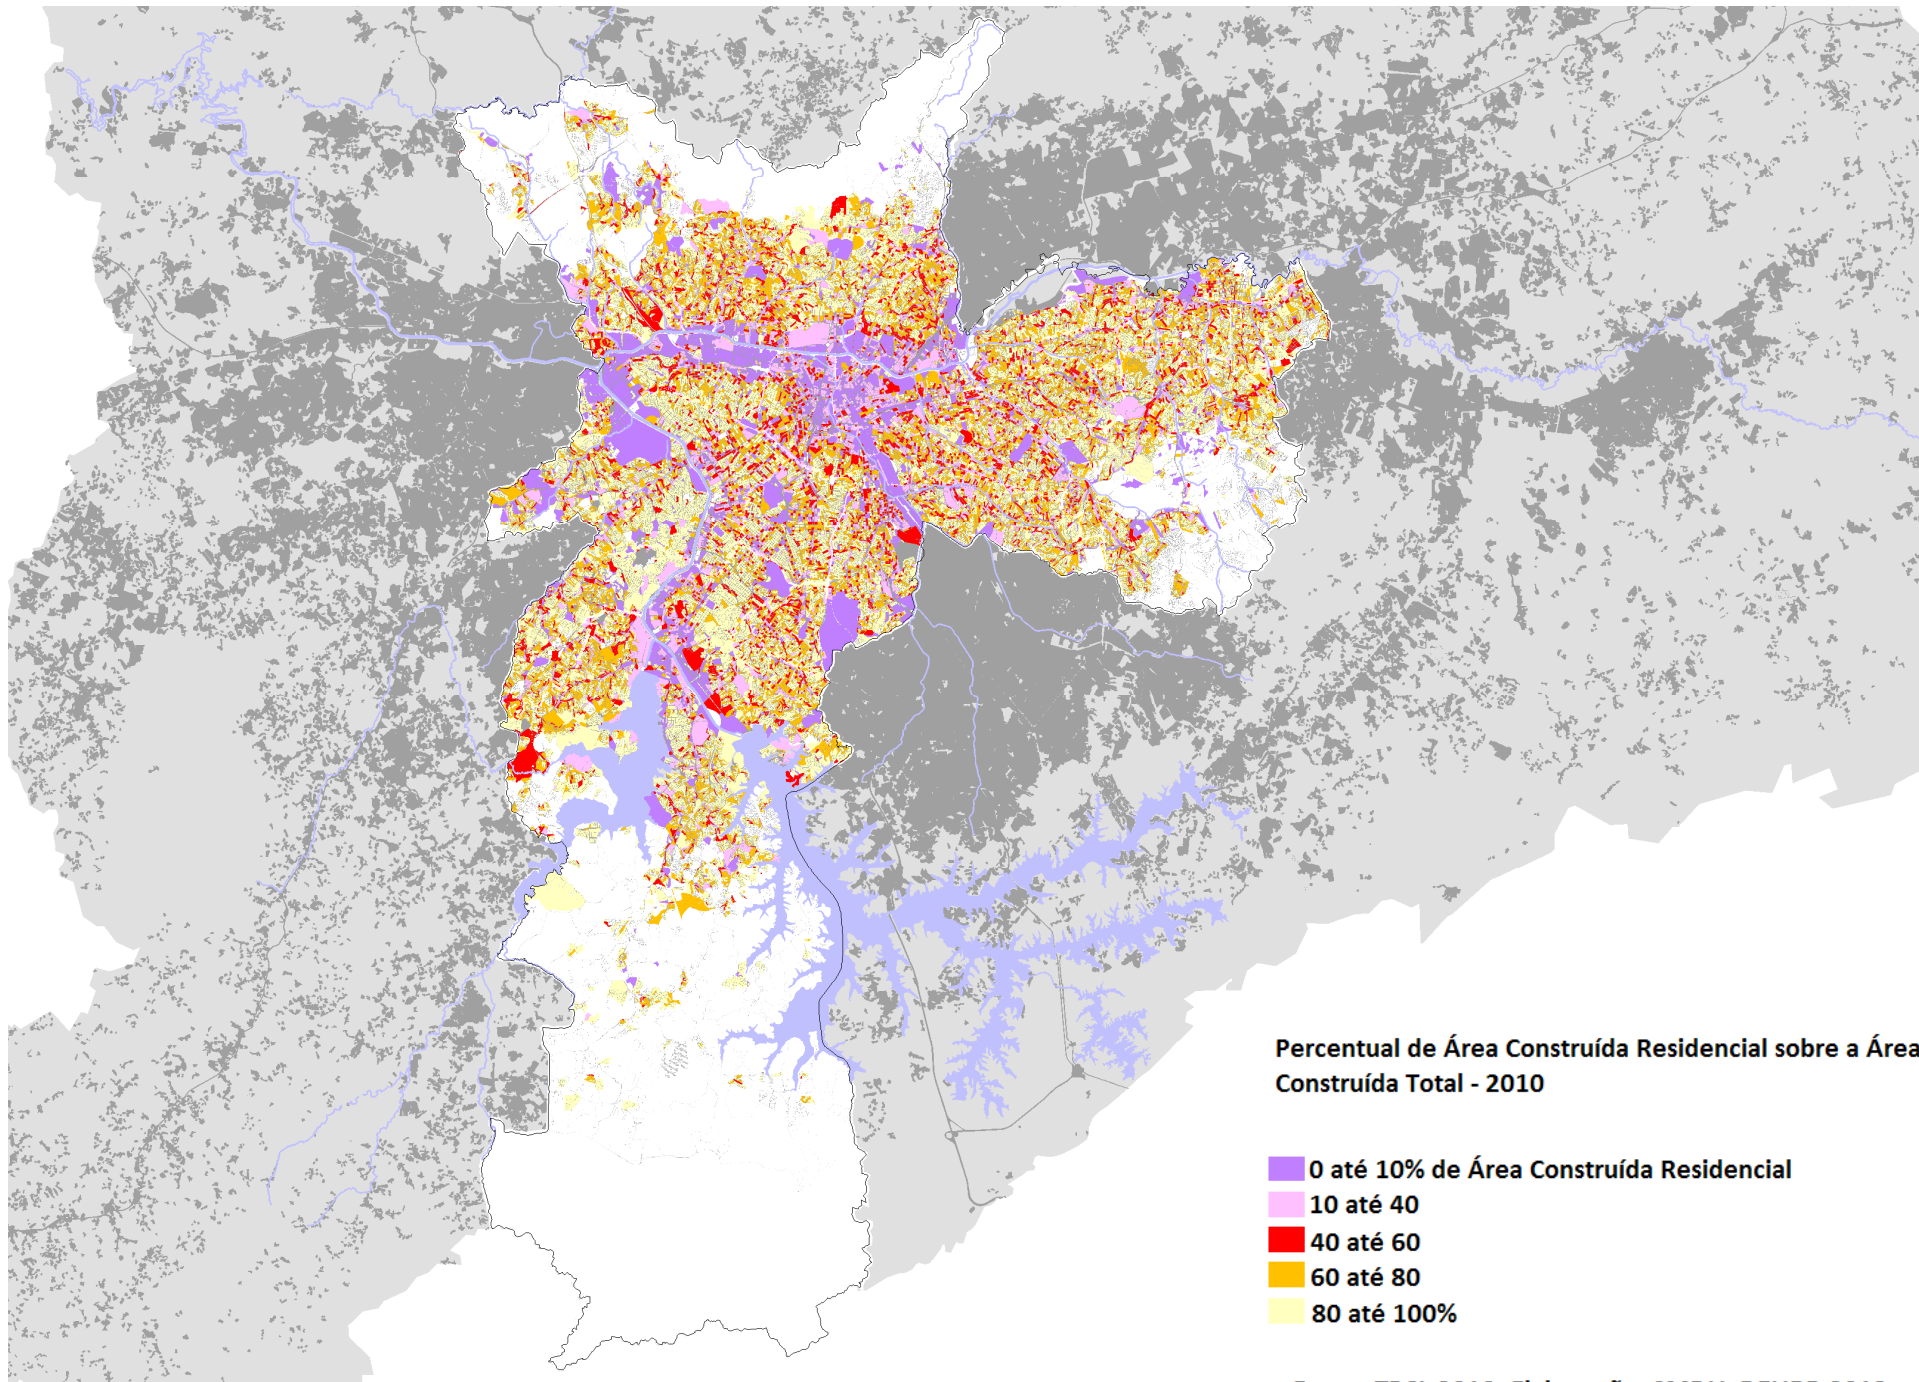 Percentual de Área Construída Residencial sobre a Área
Construída Total - 2010
0 até 10% de Área Construída Residencial
10 até 40
40 até 60
60 até 80
80 até 100%